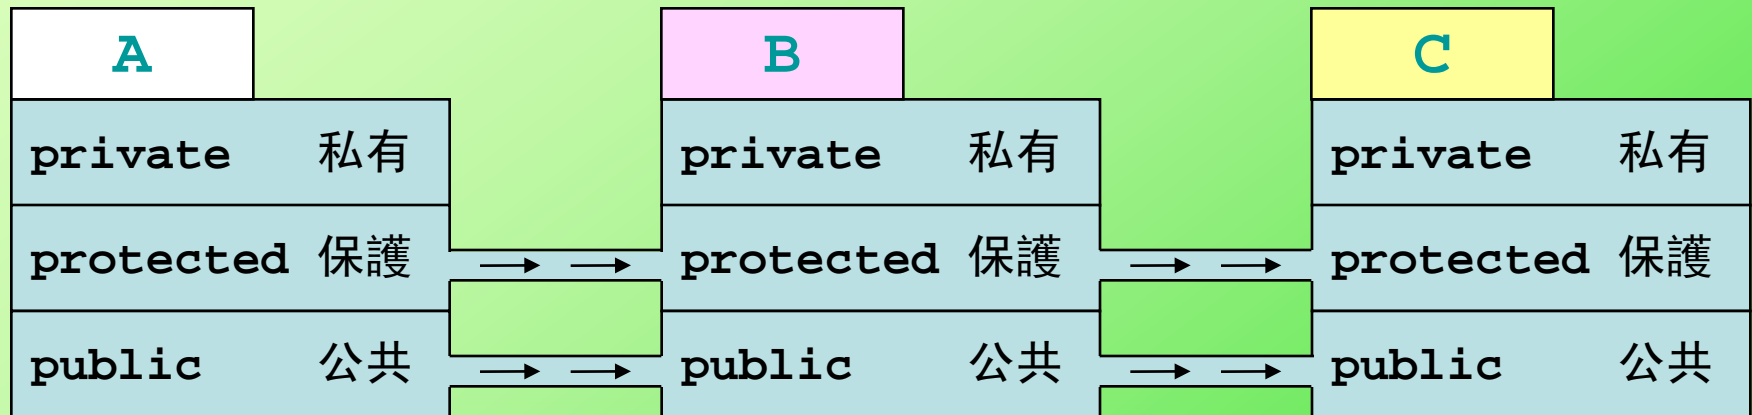 A B C
private 私有 private 私有 private 私有
protected 保護 protected 保護 protected 保護
public 公共 public 公共 public 公共